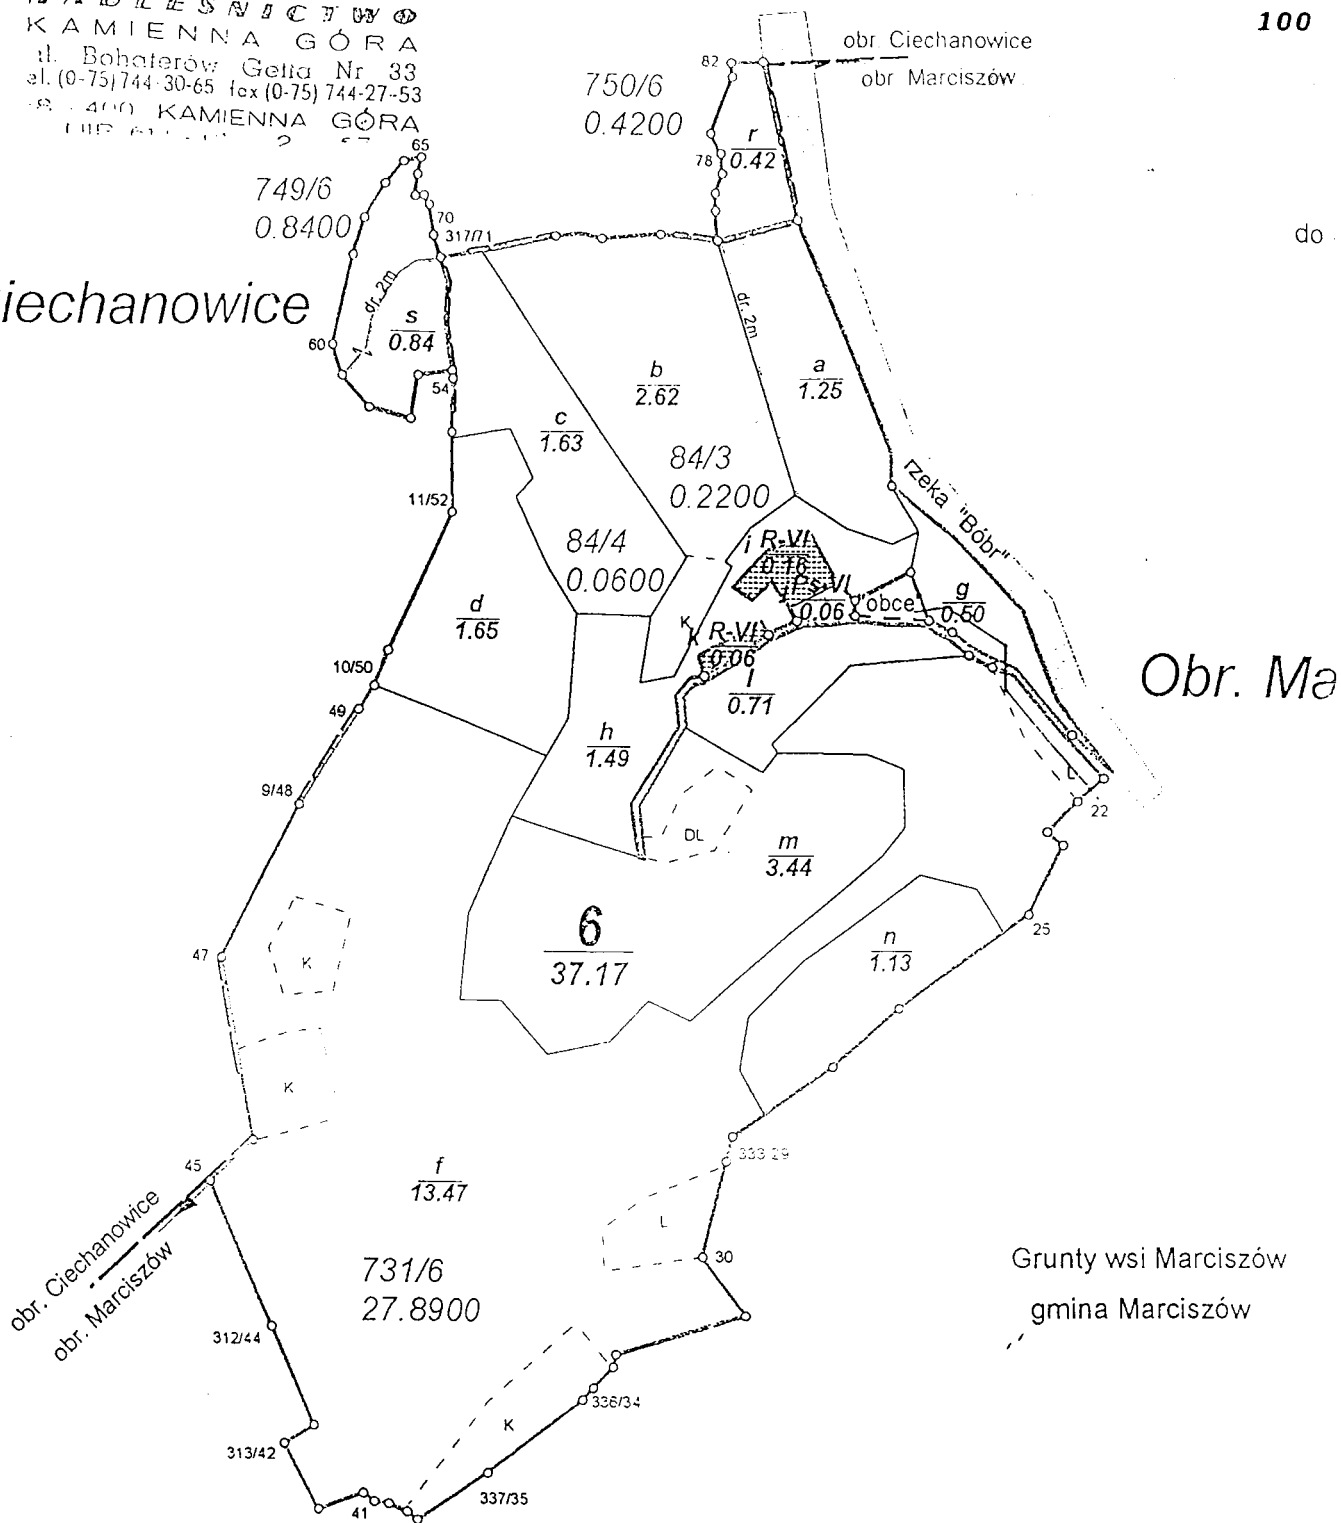 NADLEŚNICTWO
KAMIENNA GÓRA
ul. Bohaterów Getta Nr 33
tel. (0-75) 744-30-65 fax (0-75) 744-27-53
400 KAMIENNA GÓRA
100
obr. Ciechanowice
obr. Marciszów
82
750/6
0.4200
r
0.42
78
65
749/6
0.8400
70
317/71
do
iechanowice
dr. 2m
s
0.84
60
54
dr. 2m
b
2.62
a
1.25
c
1.63
84/3
0.2200
rzeka "Bóbr"
11/52
84/4
0.0600
i R-VI
0.16
j Ps-VI
0.06
obce
g
0.50
d
1.65
K
k R-VI
0.06
l
0.71
10/50
49
Obr. Ma
h
1.49
9/48
L
22
DL
m
3.44
6
37.17
25
n
1.13
47
K
K
333/29
45
f
13.47
L
30
obr. Ciechanowice
obr. Marciszów
731/6
27.8900
Grunty wsi Marciszów
gmina Marciszów
312/44
336/34
K
313/42
337/35
41